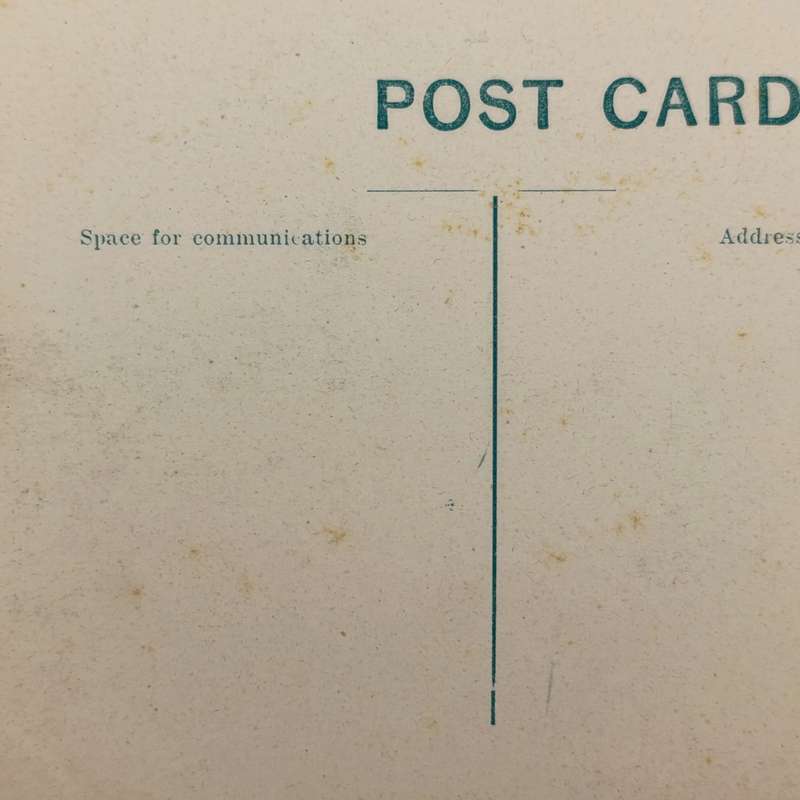 POST CARD
Space for communications
Address